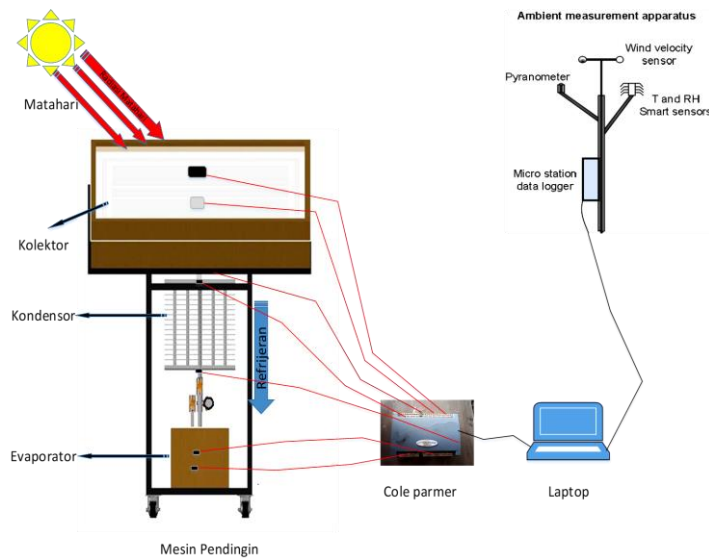 Ambient measurement apparatus
Wind velocity
sensor
Pyranometer
T and RH
Smart sensors
Micro station
data logger
Matahari
Kolektor
Kondensor
Refrijeran
Evaporator
Cole parmer
Laptop
Mesin Pendingin